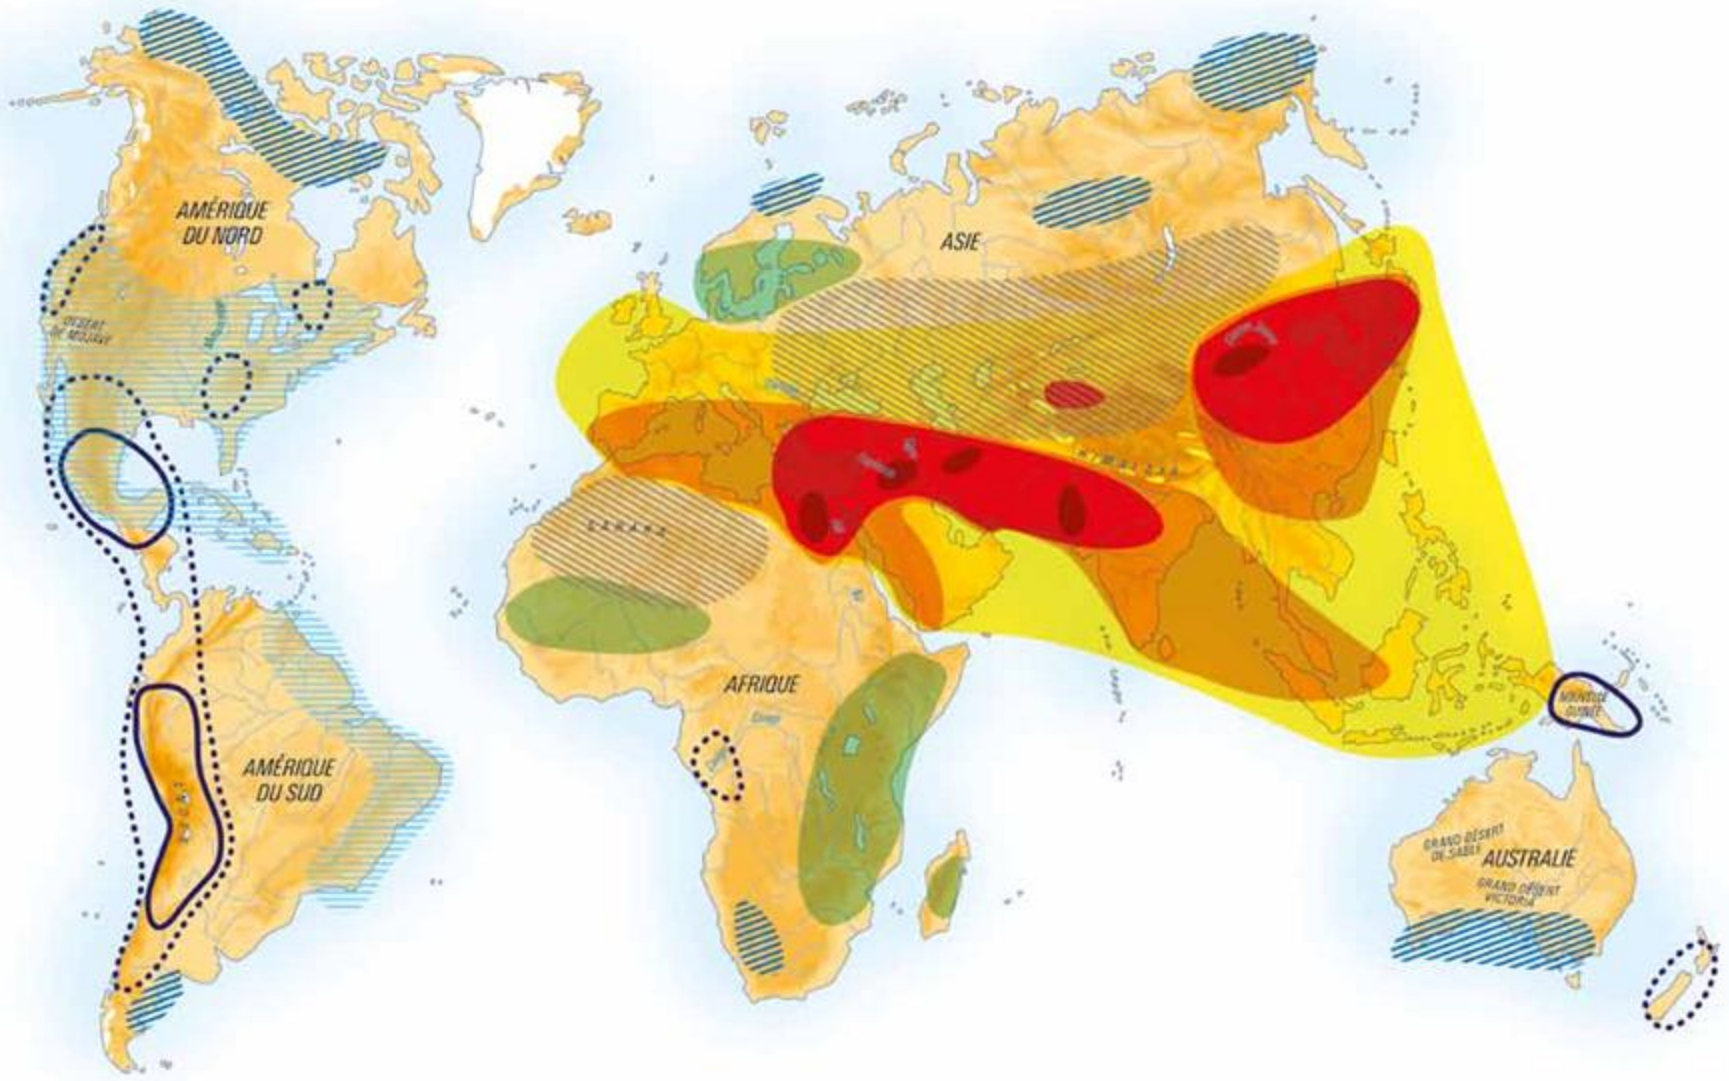 AMÉRIQUE
DU NORD
ASIE
DÉSERT
DE MOJAVE
HIMALAYA
SAHARA
AFRIQUE
Congo
NOUVELLE
GUINÉE
AMÉRIQUE
DU SUD
GRAND DÉSERT
DE SABLE
AUSTRALIE
GRAND DÉSERT
VICTORIA